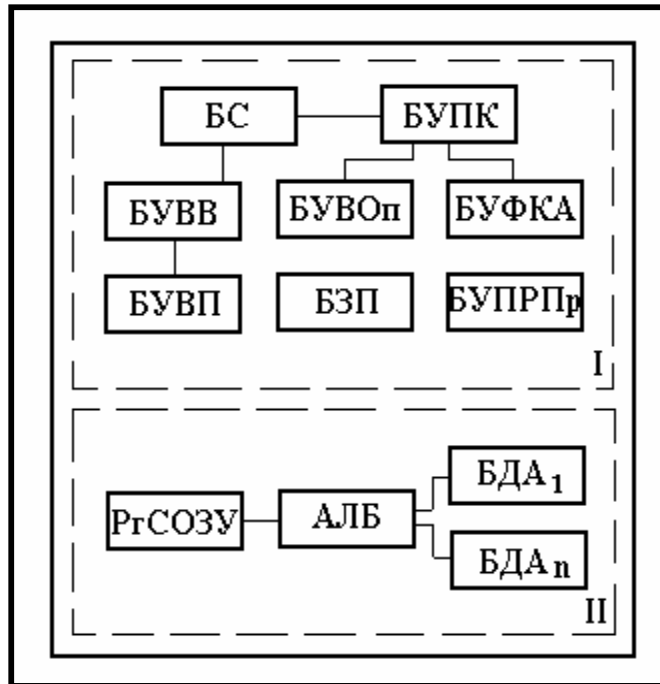 БС БУПК
БУВВ БУВОп БУФКА
БУВП БЗП БУПРПр
I
БДА1
РгСОЗУ АЛБ
БДАn
II